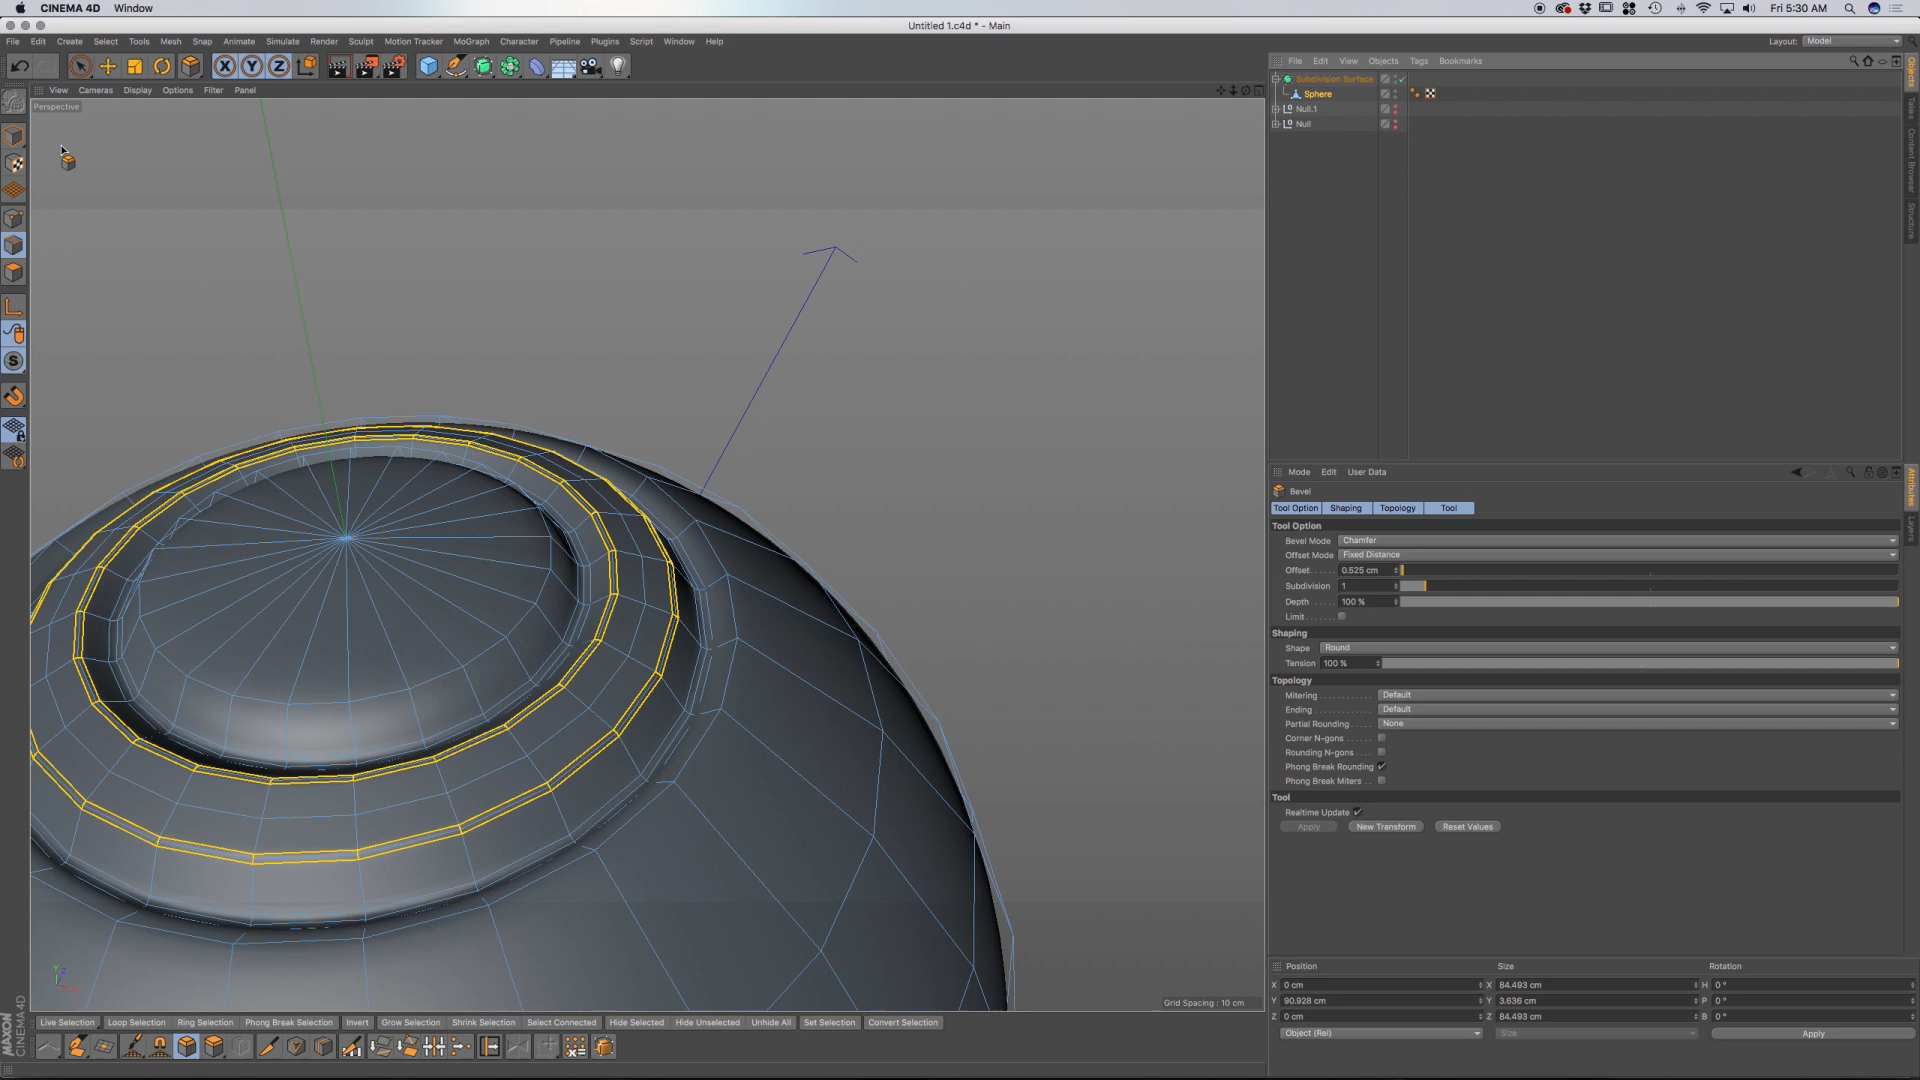 CINEMA 4D Window
Fri 5:30 AM
Untitled 1.c4d * - Main
File Edit Create Select Tools Mesh Snap Animate Simulate Render Sculpt Motion Tracker MoGraph Character Pipeline Plugins Script Window Help
Layout: Model
View Cameras Display Options Filter Panel
Perspective
File Edit View Objects Tags Bookmarks
Subdivision Surface
Sphere
Null.1
Null
Objects
Takes
Content Browser
Structure
Mode Edit User Data
Attributes
Layers
Bevel
Tool Option Shaping Topology Tool
Tool Option
Bevel Mode Chamfer
Offset Mode Fixed Distance
Offset 0.525 cm
Subdivision 1
Depth 100 %
Limit
Shaping
Shape Round
Tension 100 %
Topology
Mitering Default
Ending Default
Partial Rounding None
Corner N-gons
Rounding N-gons
Phong Break Rounding
Phong Break Miters
Tool
Realtime Update
Apply New Transform Reset Values
Grid Spacing : 10 cm
Y Z X
Position Size Rotation
X 0 cm X 84.493 cm H 0 °
Y 90.928 cm Y 3.636 cm P 0 °
Z 0 cm Z 84.493 cm B 0 °
Object (Rel) Size Apply
Live Selection Loop Selection Ring Selection Phong Break Selection Invert Grow Selection Shrink Selection Select Connected Hide Selected Hide Unselected Unhide All Set Selection Convert Selection
MAXON
CINEMA 4D